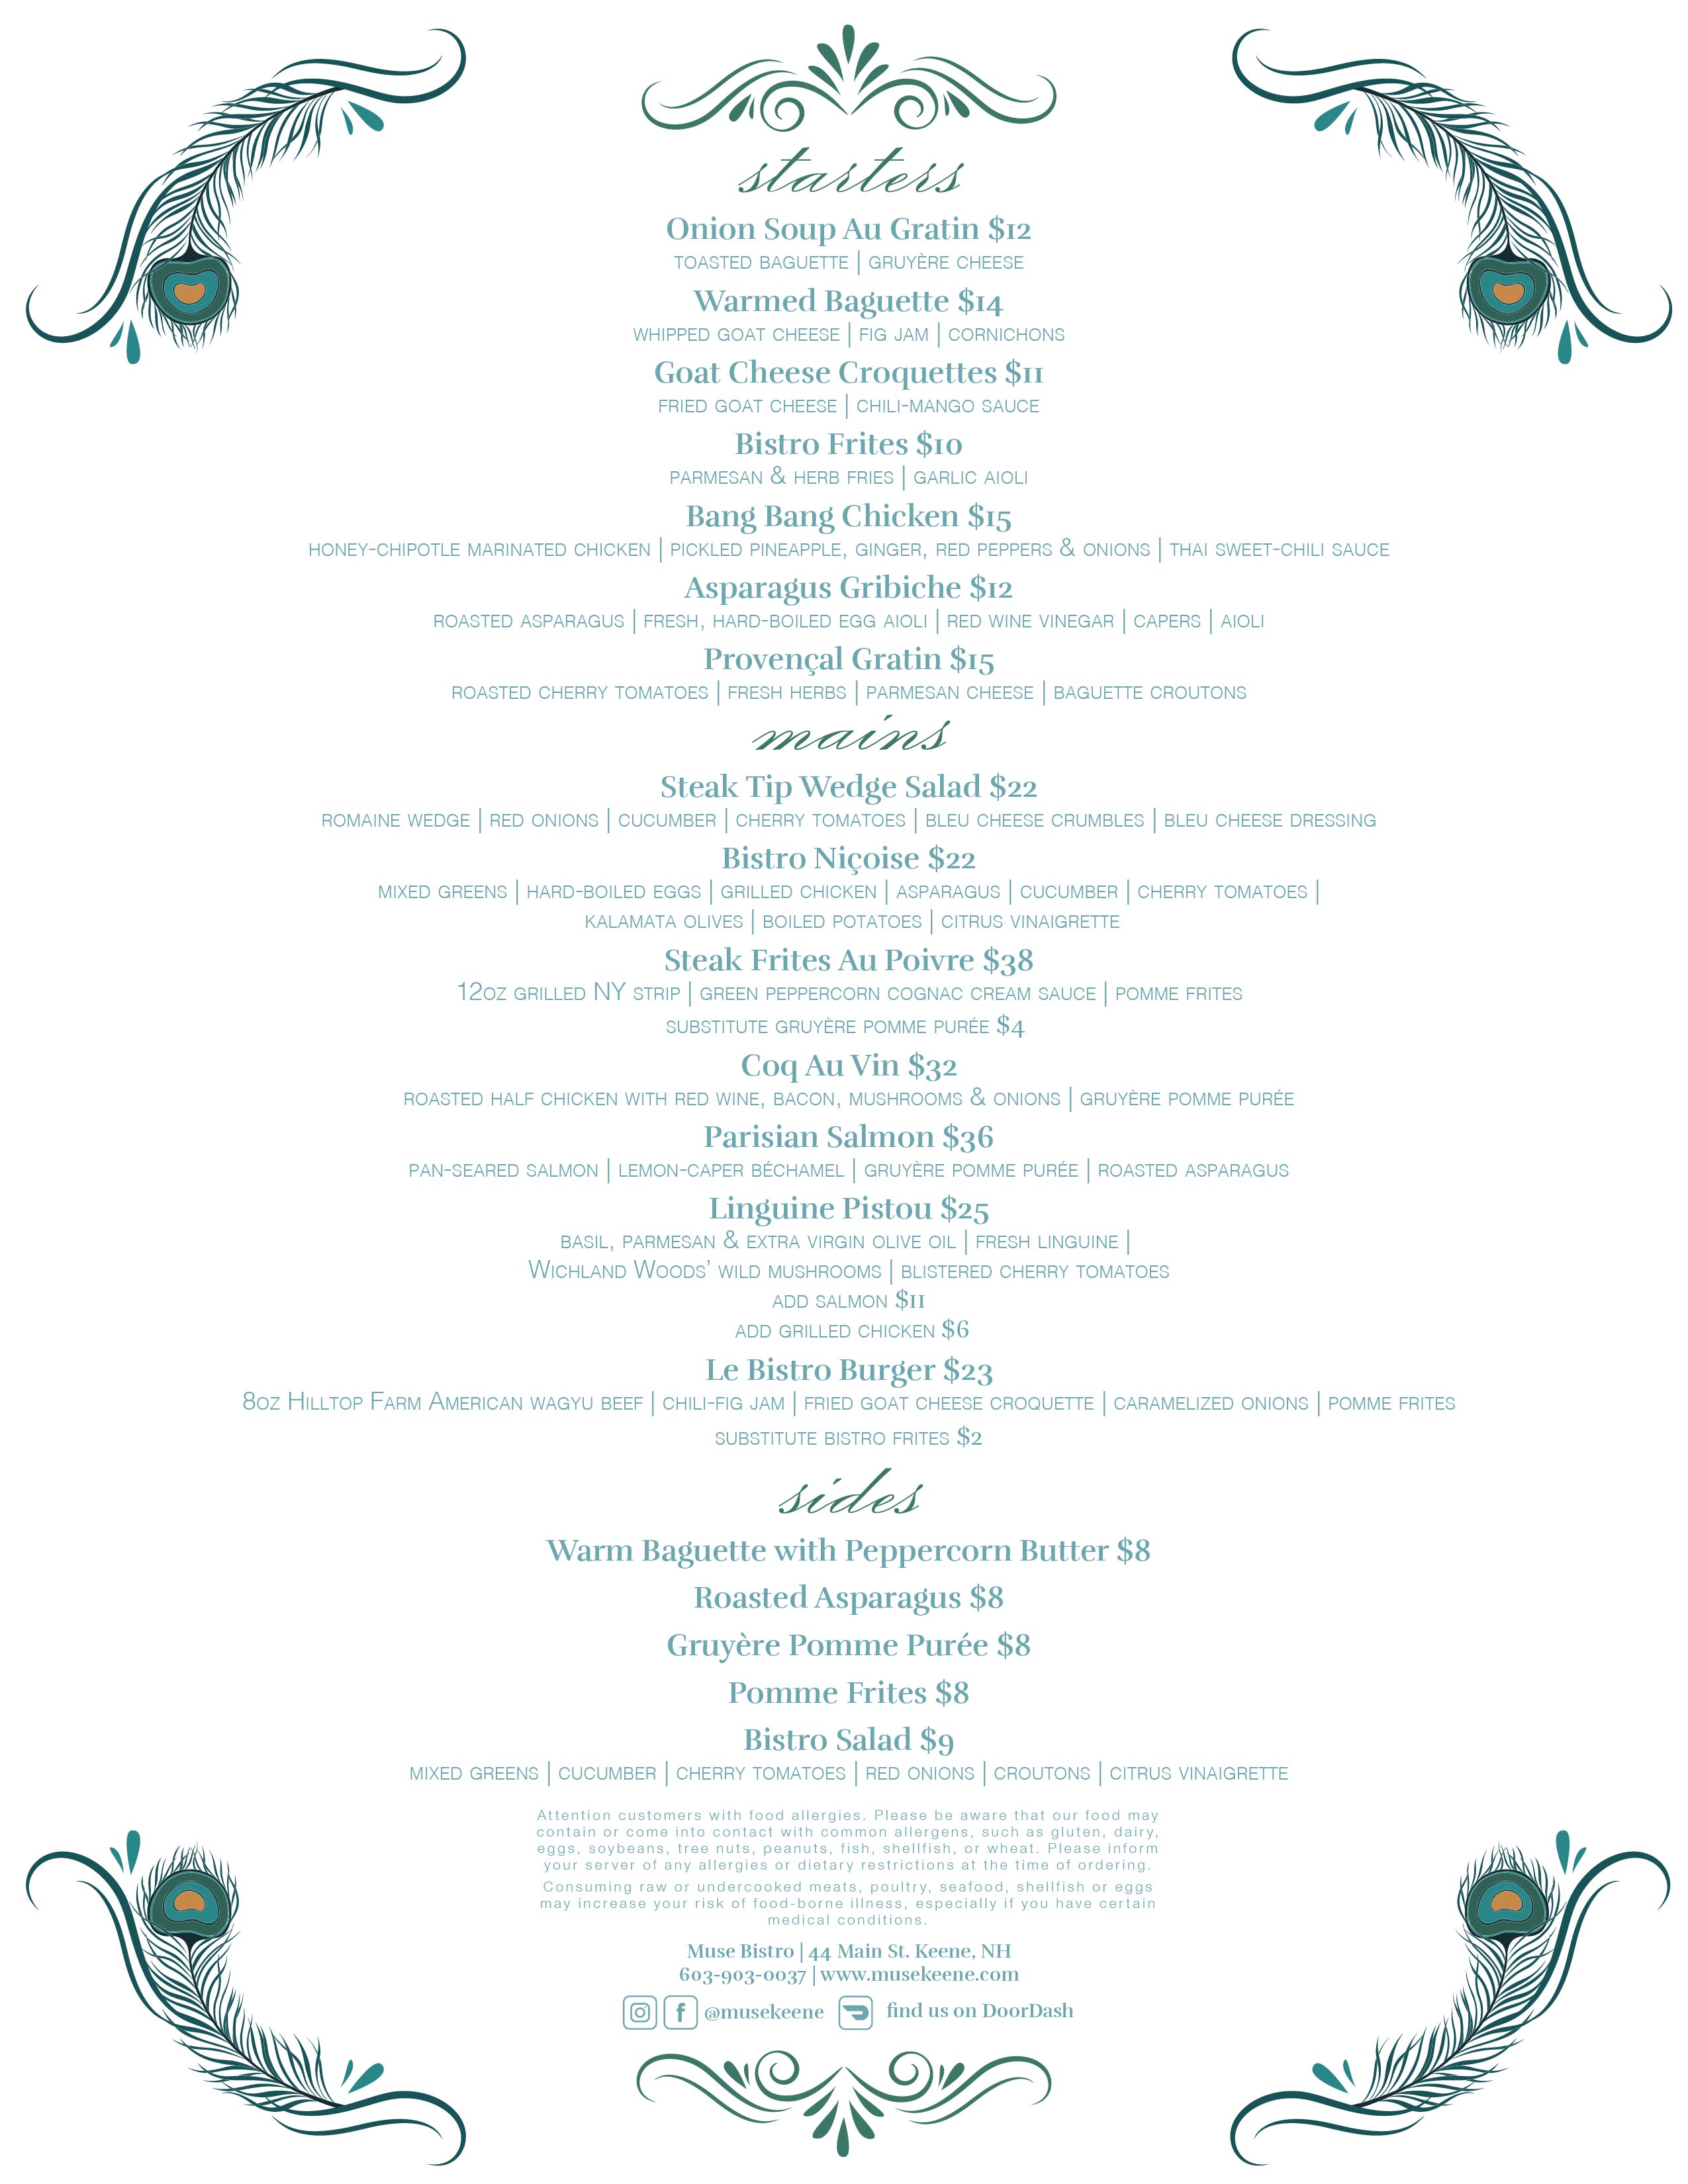 starters
Onion Soup Au Gratin $12
TOASTED BAGUETTE | GRUYÈRE CHEESE
Warmed Baguette $14
WHIPPED GOAT CHEESE | FIG JAM | CORNICHONS
Goat Cheese Croquettes $11
FRIED GOAT CHEESE | CHILI-MANGO SAUCE
Bistro Frites $10
PARMESAN & HERB FRIES | GARLIC AIOLI
Bang Bang Chicken $15
HONEY-CHIPOTLE MARINATED CHICKEN | PICKLED PINEAPPLE, GINGER, RED PEPPERS & ONIONS | THAI SWEET-CHILI SAUCE
Asparagus Gribiche $12
ROASTED ASPARAGUS | FRESH, HARD-BOILED EGG AIOLI | RED WINE VINEGAR | CAPERS | AIOLI
Provençal Gratin $15
ROASTED CHERRY TOMATOES | FRESH HERBS | PARMESAN CHEESE | BAGUETTE CROUTONS
mains
Steak Tip Wedge Salad $22
ROMAINE WEDGE | RED ONIONS | CUCUMBER | CHERRY TOMATOES | BLEU CHEESE CRUMBLES | BLEU CHEESE DRESSING
Bistro Niçoise $22
MIXED GREENS | HARD-BOILED EGGS | GRILLED CHICKEN | ASPARAGUS | CUCUMBER | CHERRY TOMATOES |
KALAMATA OLIVES | BOILED POTATOES | CITRUS VINAIGRETTE
Steak Frites Au Poivre $38
12OZ GRILLED NY STRIP | GREEN PEPPERCORN COGNAC CREAM SAUCE | POMME FRITES
SUBSTITUTE GRUYÈRE POMME PURÉE $4
Coq Au Vin $32
ROASTED HALF CHICKEN WITH RED WINE, BACON, MUSHROOMS & ONIONS | GRUYÈRE POMME PURÉE
Parisian Salmon $36
PAN-SEARED SALMON | LEMON-CAPER BÉCHAMEL | GRUYÈRE POMME PURÉE | ROASTED ASPARAGUS
Linguine Pistou $25
BASIL, PARMESAN & EXTRA VIRGIN OLIVE OIL | FRESH LINGUINE |
WICHLAND WOODS' WILD MUSHROOMS | BLISTERED CHERRY TOMATOES
ADD SALMON $11
ADD GRILLED CHICKEN $6
Le Bistro Burger $23
8OZ HILLTOP FARM AMERICAN WAGYU BEEF | CHILI-FIG JAM | FRIED GOAT CHEESE CROQUETTE | CARAMELIZED ONIONS | POMME FRITES
SUBSTITUTE BISTRO FRITES $2
sides
Warm Baguette with Peppercorn Butter $8
Roasted Asparagus $8
Gruyère Pomme Purée $8
Pomme Frites $8
Bistro Salad $9
MIXED GREENS | CUCUMBER | CHERRY TOMATOES | RED ONIONS | CROUTONS | CITRUS VINAIGRETTE
Attention customers with food allergies. Please be aware that our food may
contain or come into contact with common allergens, such as gluten, dairy,
eggs, soybeans, tree nuts, peanuts, fish, shellfish, or wheat. Please inform
your server of any allergies or dietary restrictions at the time of ordering.
Consuming raw or undercooked meats, poultry, seafood, shellfish or eggs
may increase your risk of food-borne illness, especially if you have certain
medical conditions.
Muse Bistro | 44 Main St. Keene, NH
603-903-0037 | www.musekeene.com
@musekeene find us on DoorDash